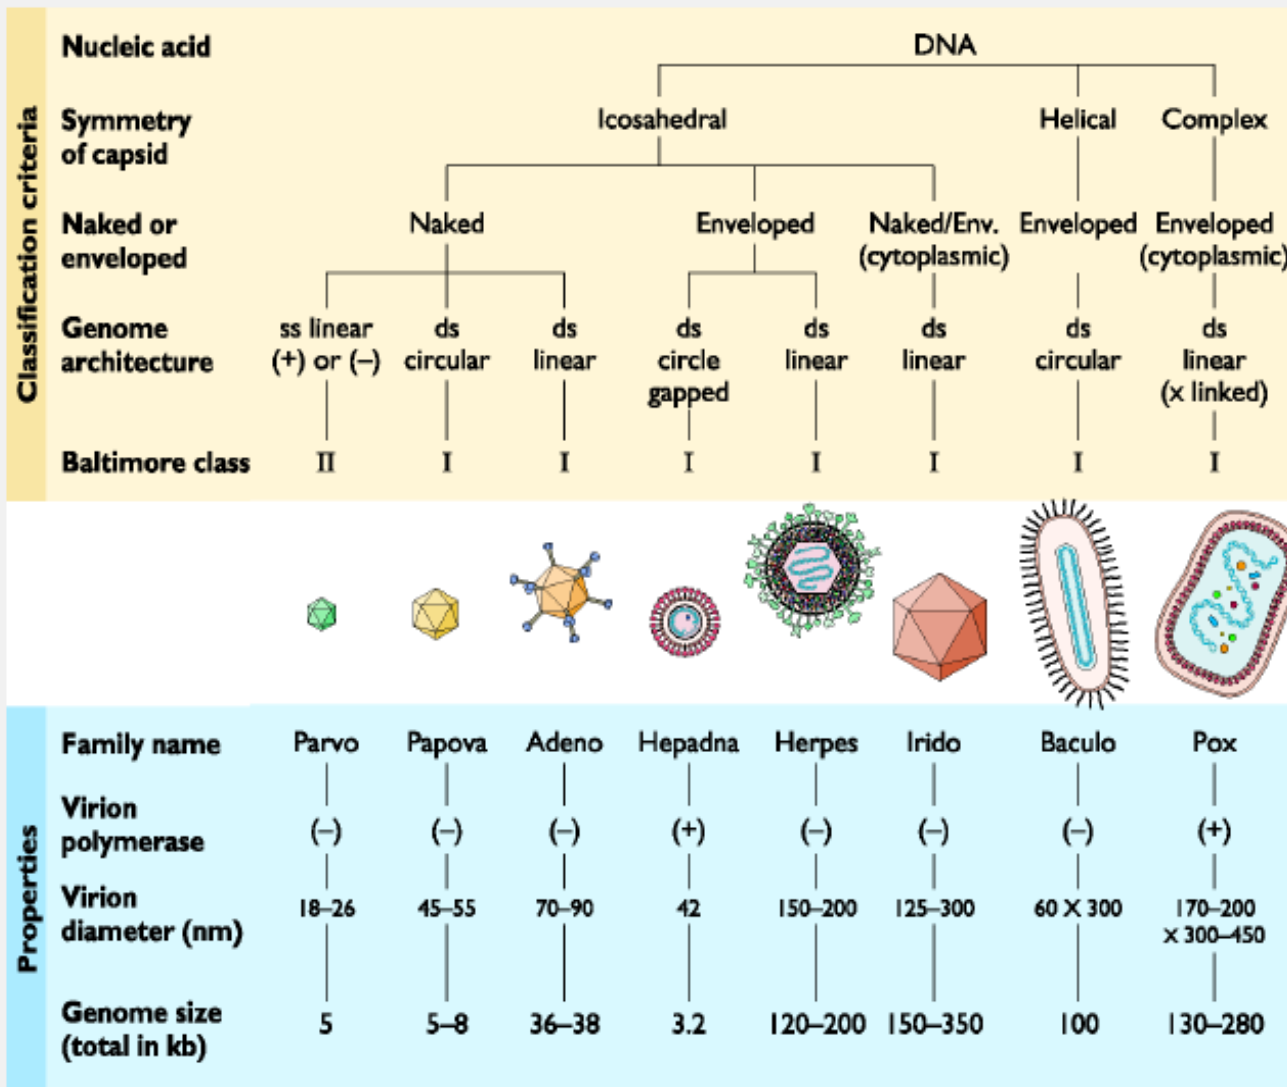 Classification criteria
Nucleic acid DNA
Symmetry of capsid Icosahedral Helical Complex
Naked or enveloped Naked Enveloped Naked/Env. (cytoplasmic) Enveloped Enveloped (cytoplasmic)
Genome architecture ss linear (+) or (–) ds circular ds linear ds circle gapped ds linear ds linear ds circular ds linear (x linked)
Baltimore class II I I I I I I I
Properties
Family name Parvo Papova Adeno Hepadna Herpes Irido Baculo Pox
Virion polymerase (–) (–) (–) (+) (–) (–) (–) (+)
Virion diameter (nm) 18–26 45–55 70–90 42 150–200 125–300 60 X 300 170–200 X 300–450
Genome size (total in kb) 5 5–8 36–38 3.2 120–200 150–350 100 130–280